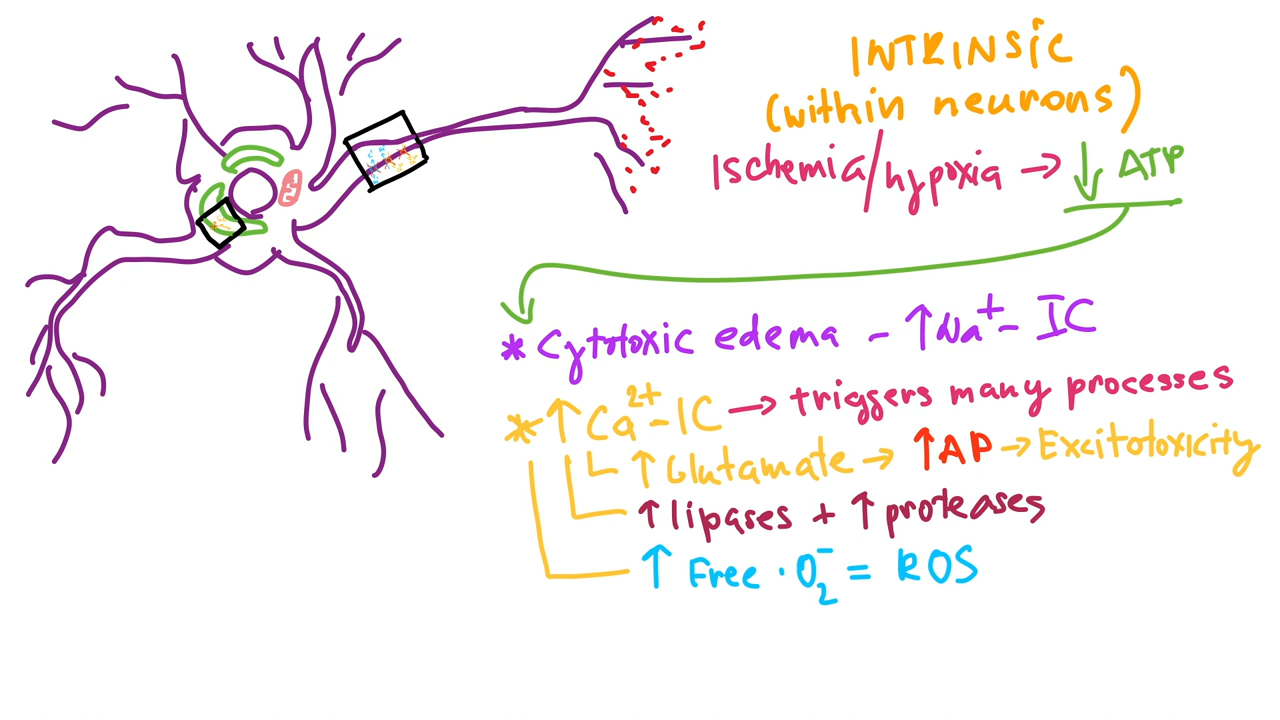 INTRINSIC
(within neurons)
Ischemia/hypoxia → ↓ ATP
* Cytotoxic edema - ↑Na⁺- IC
* ↑ Ca²⁺-IC → triggers many processes
↑ Glutamate → ↑AP → Excitotoxicity
↑ lipases + ↑ proteases
↑ Free · O₂⁻ = ROS